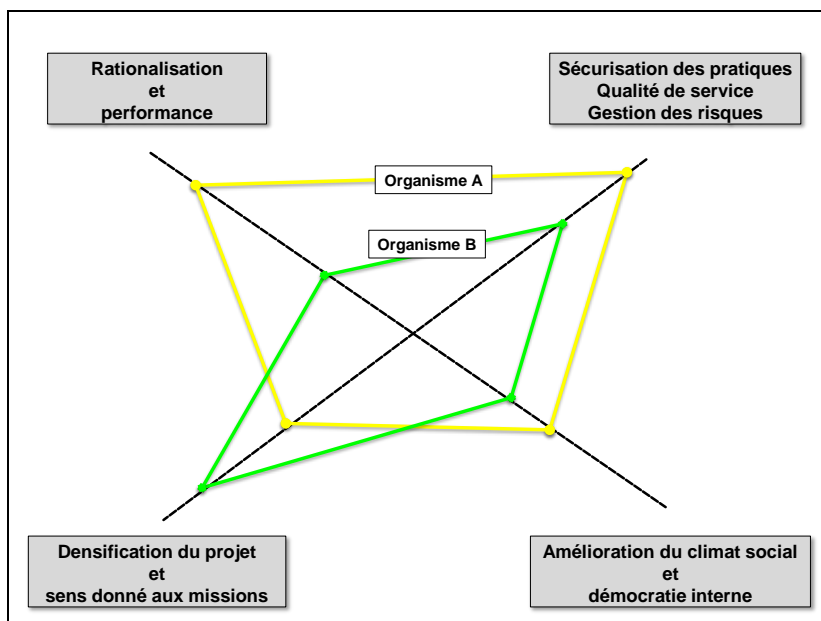 Rationalisation
et
performance
Sécurisation des pratiques
Qualité de service
Gestion des risques
Organisme A
Organisme B
Densification du projet
et
sens donné aux missions
Amélioration du climat social
et
démocratie interne